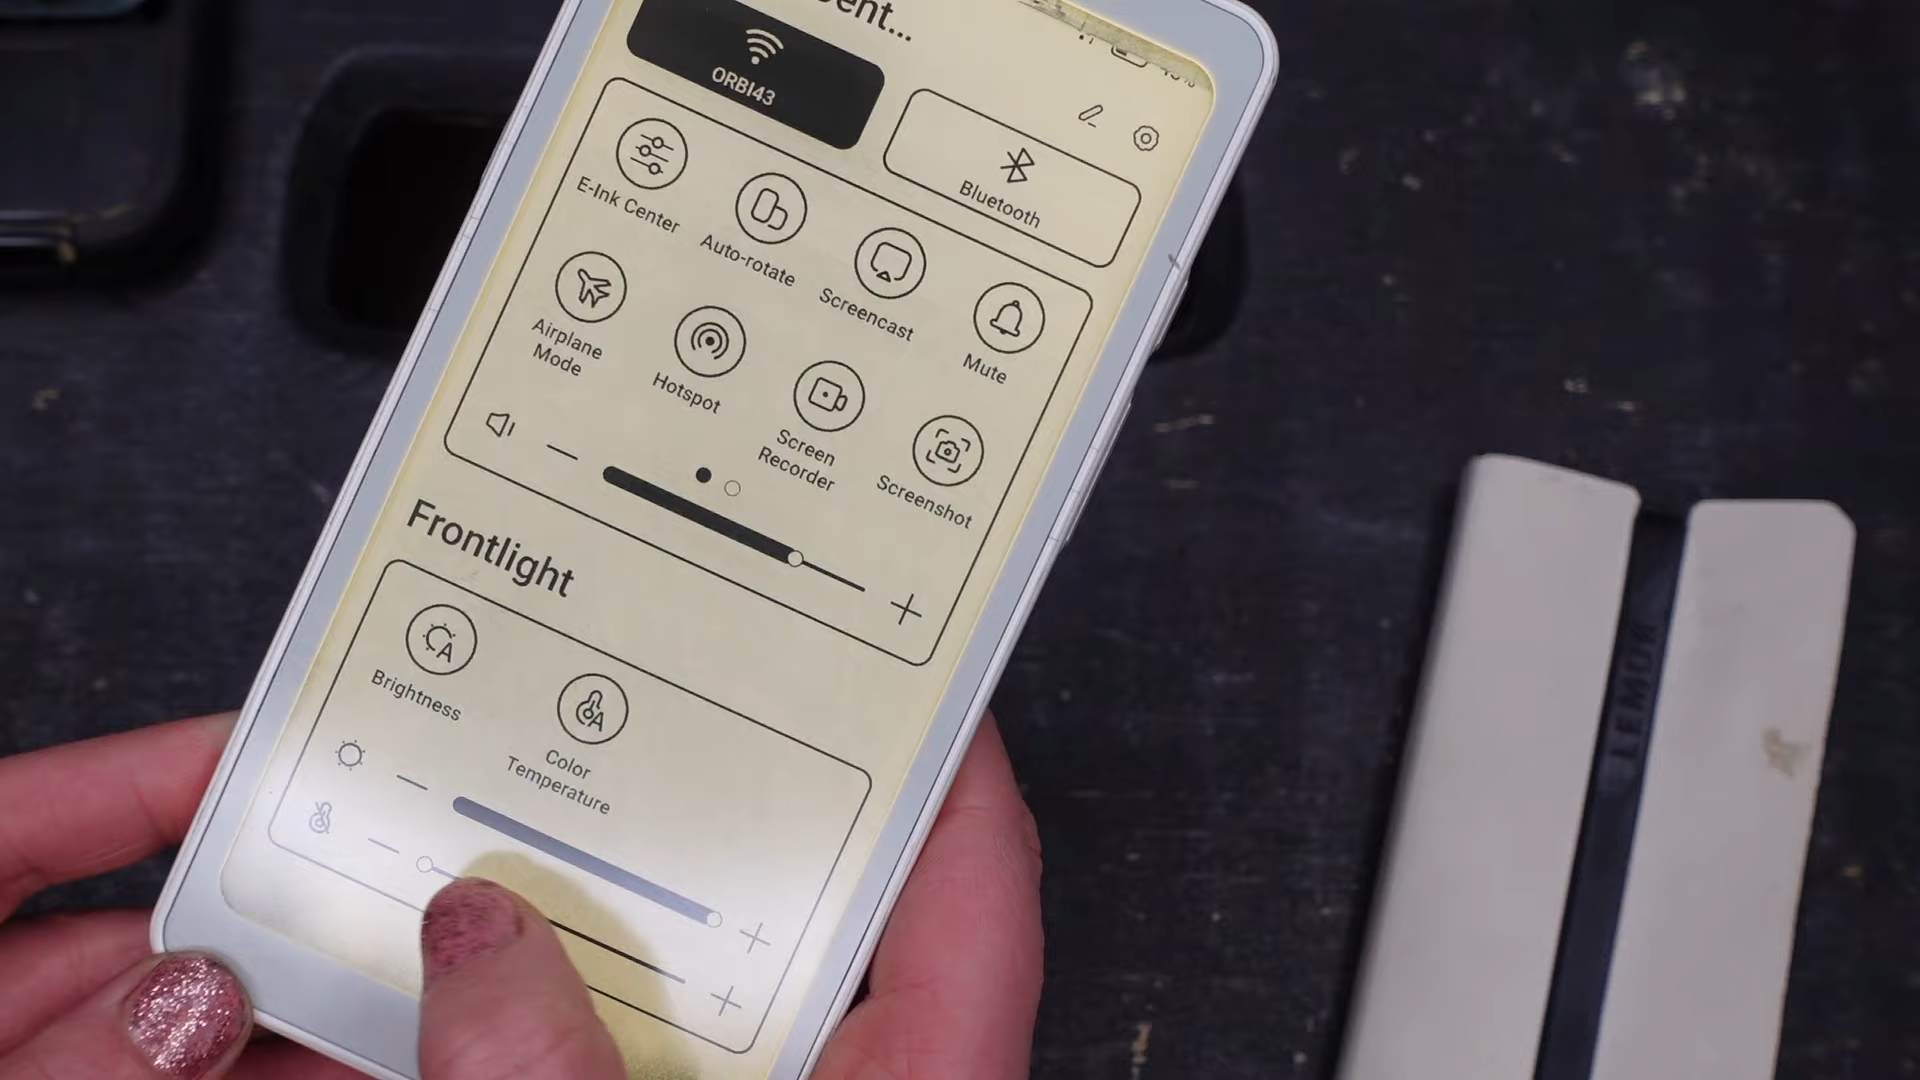 ORBI43
Bluetooth
E-Ink Center
Auto-rotate
Screencast
Mute
Airplane
Mode
Hotspot
Screen
Recorder
Screenshot
Frontlight
Brightness
Color
Temperature